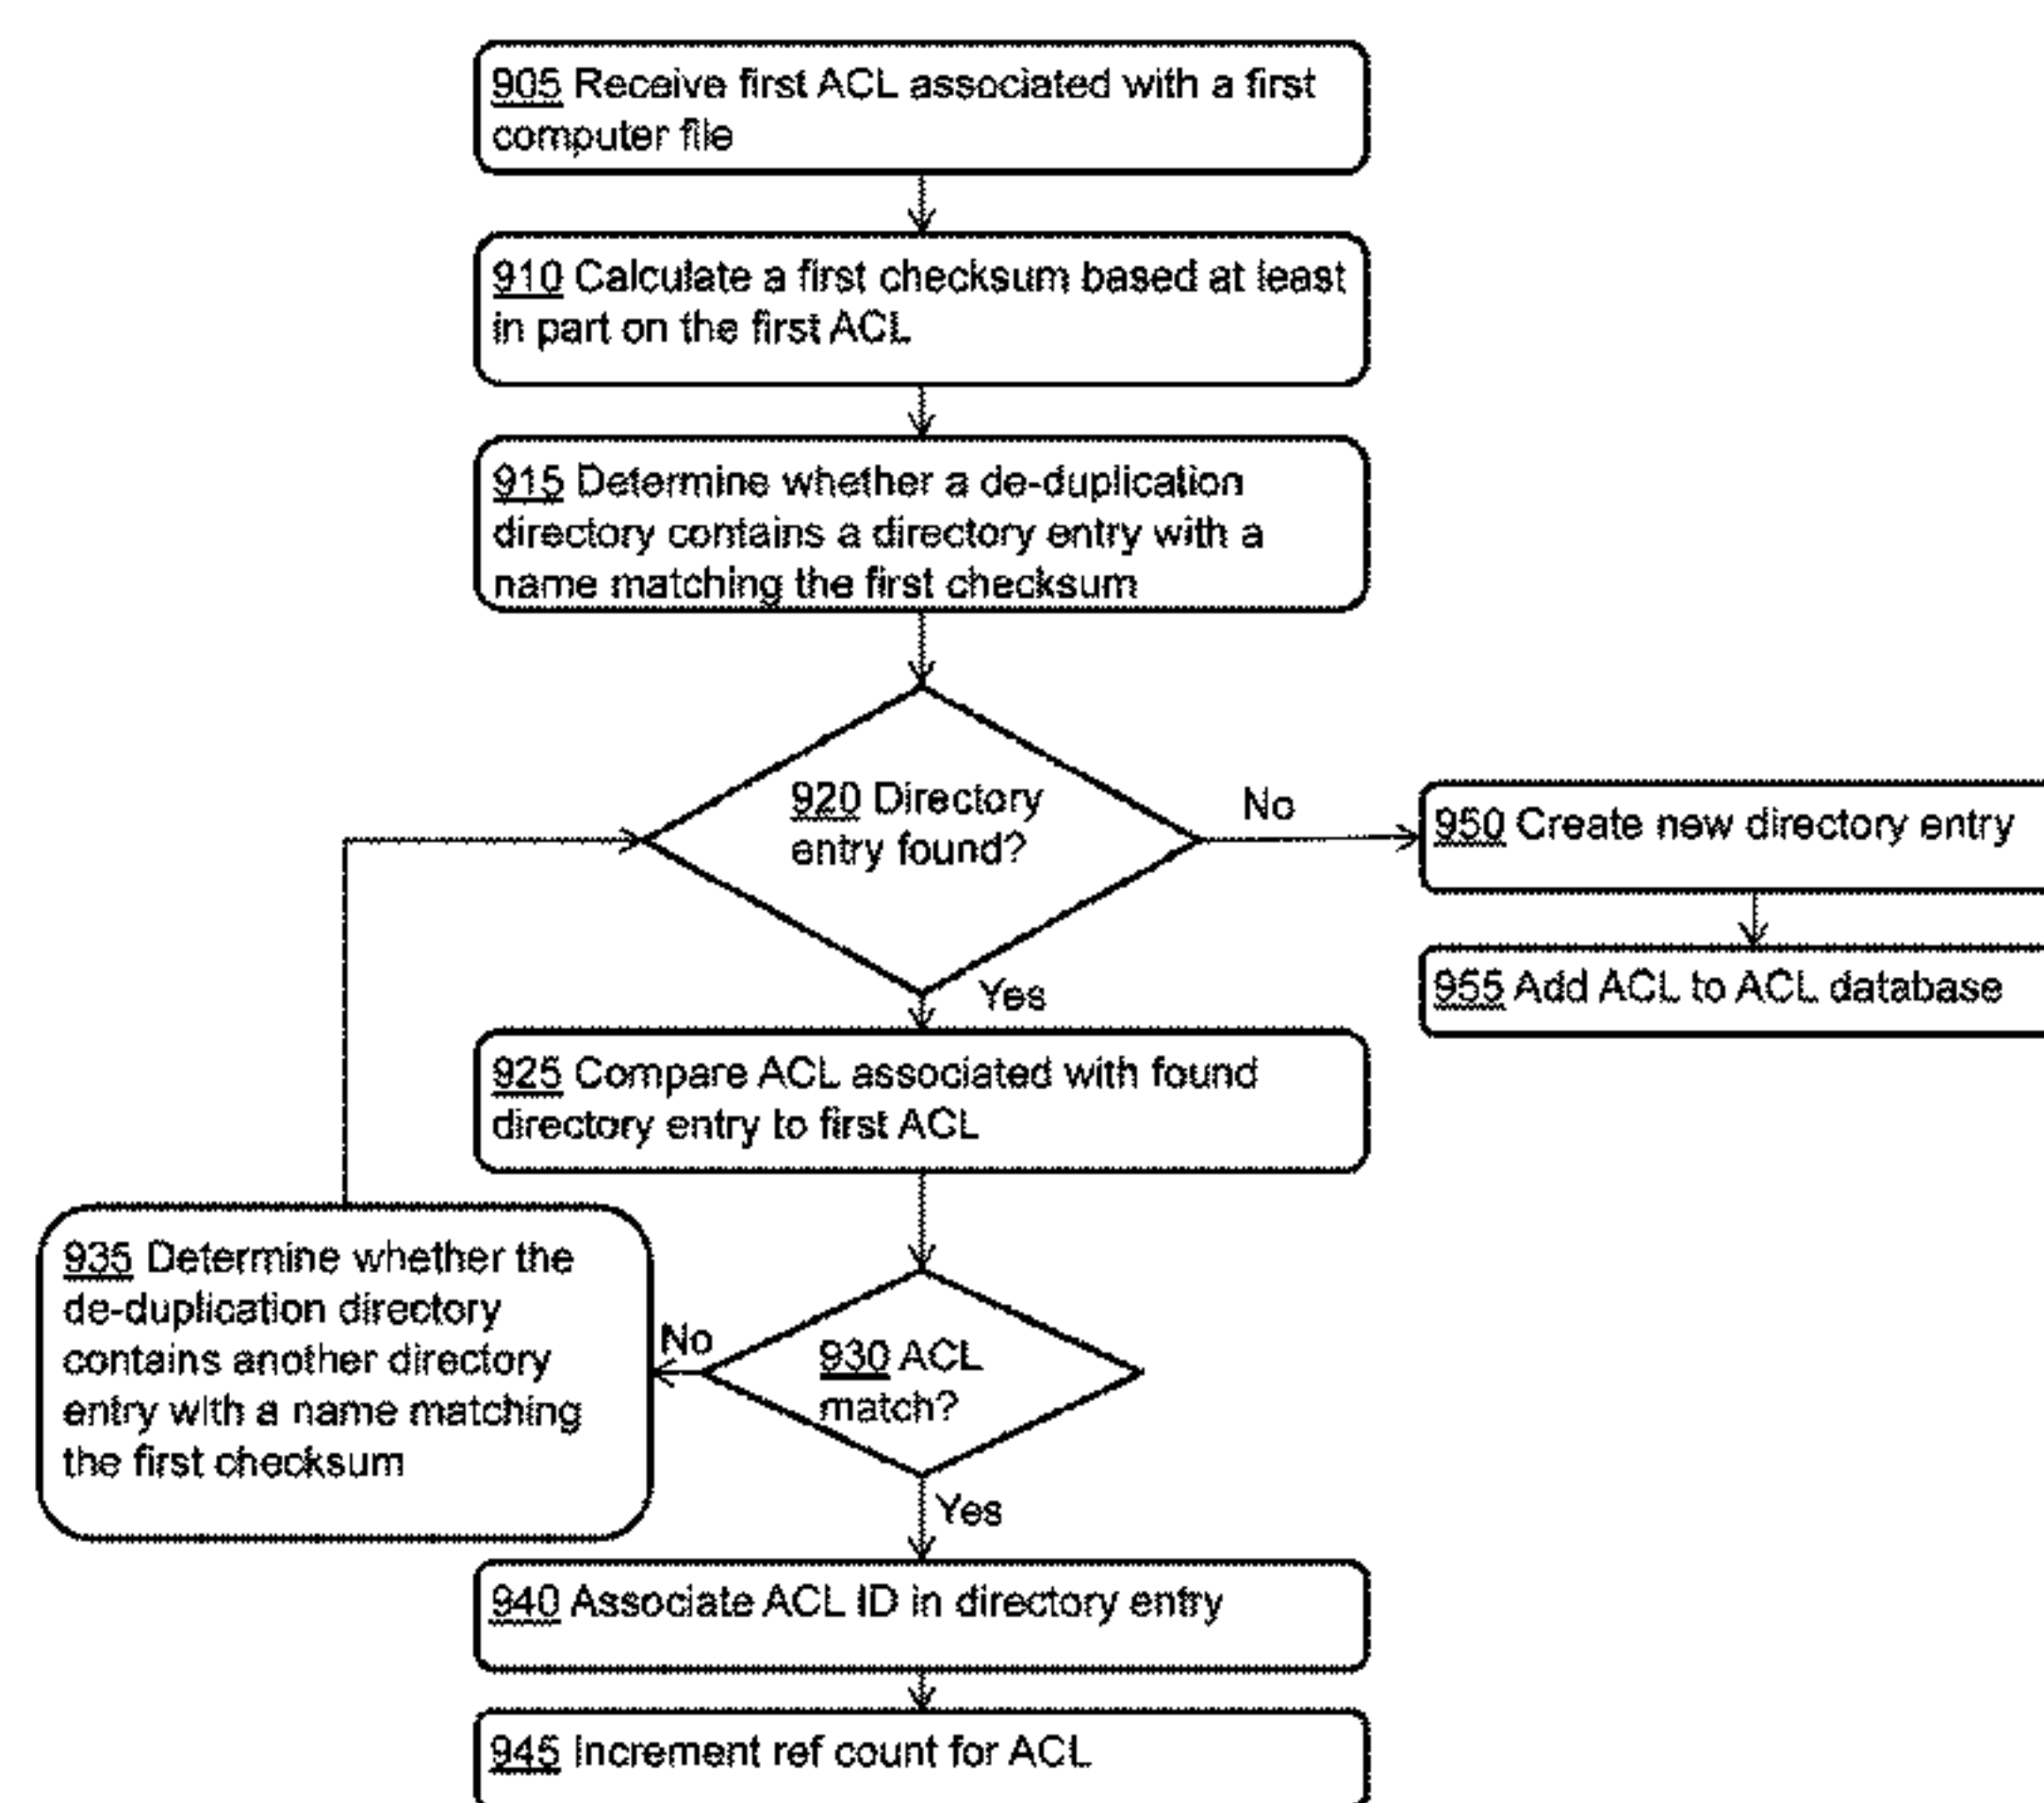 905 Receive first ACL associated with a first
computer file
910 Calculate a first checksum based at least
in part on the first ACL
915 Determine whether a de-duplication
directory contains a directory entry with a
name matching the first checksum
920 Directory
entry found?
No
950 Create new directory entry
955 Add ACL to ACL database
Yes
925 Compare ACL associated with found
directory entry to first ACL
935 Determine whether the
de-duplication directory
contains another directory
entry with a name matching
the first checksum
No
930 ACL
match?
Yes
940 Associate ACL ID in directory entry
945 Increment ref count for ACL